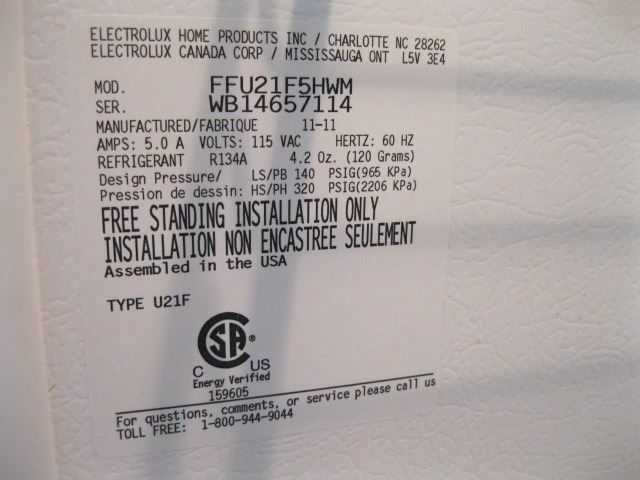 ELECTROLUX HOME PRODUCTS INC / CHARLOTTE NC 28262
ELECTROLUX CANADA CORP / MISSISSAUGA ONT L5V 3E4
MOD. FFU21F5HWM
SER. WB14657114
MANUFACTURED/FABRIQUE 11-11
AMPS: 5.0 A VOLTS: 115 VAC HERTZ: 60 HZ
REFRIGERANT R134A 4.2 Oz. (120 Grams)
Design Pressure/ LS/PB 140 PSIG(965 KPa)
Pression de dessin: HS/PH 320 PSIG(2206 KPa)
FREE STANDING INSTALLATION ONLY
INSTALLATION NON ENCASTREE SEULEMENT
Assembled in the USA
TYPE U21F
SA ®
C US
Energy Verified
159605
For questions, comments, or service please call us
TOLL FREE: 1-800-944-9044